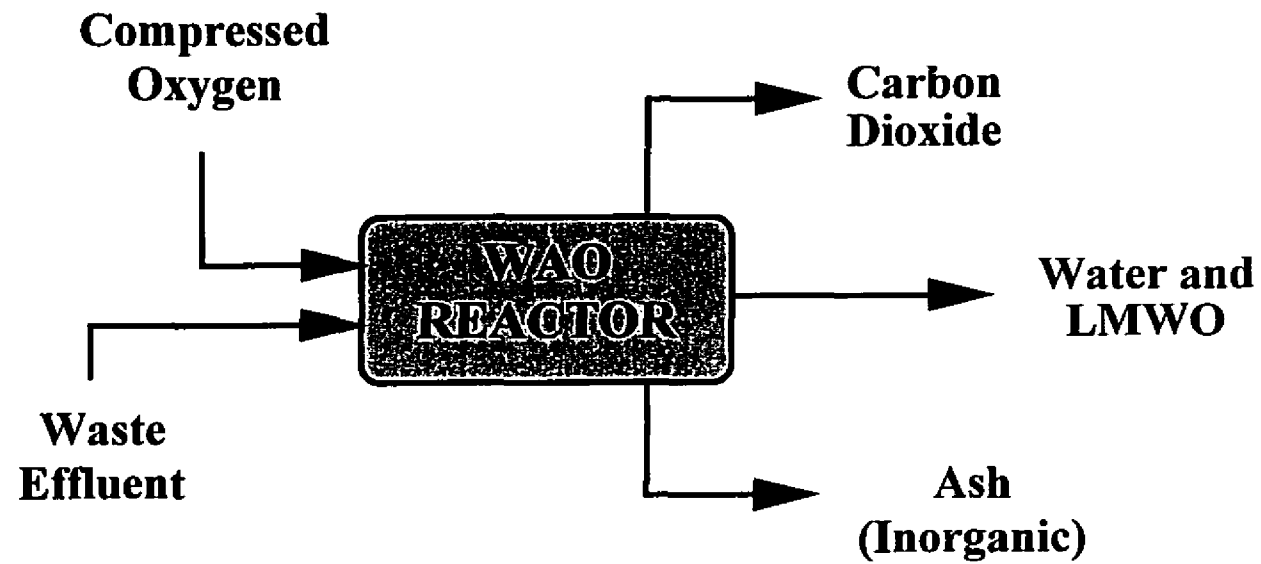 Compressed
Oxygen
Carbon
Dioxide
WAO
REACTOR
Water and
LMWO
Waste
Effluent
Ash
(Inorganic)